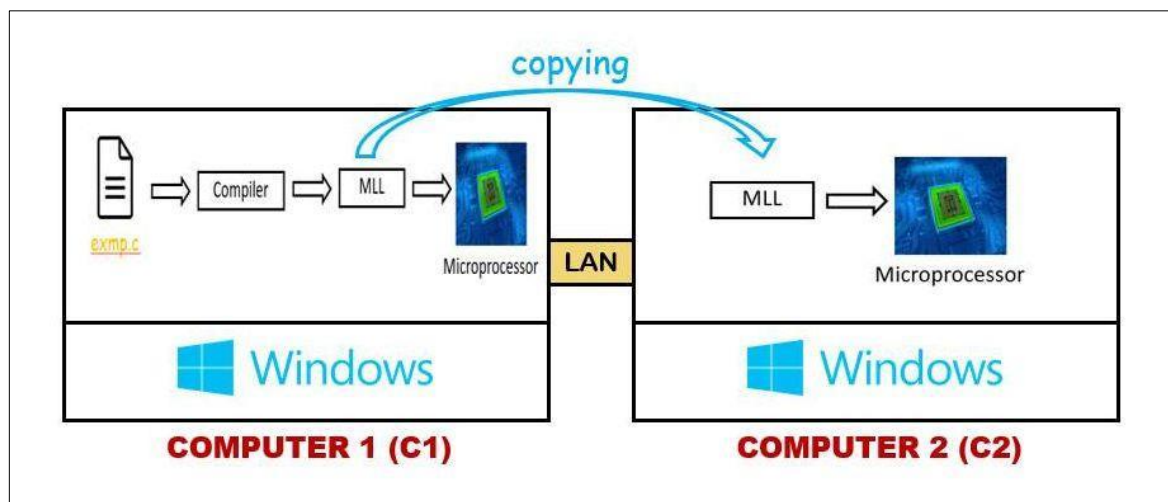 copying
Compiler
MLL
exmp.c
Microprocessor
LAN
MLL
Microprocessor
Windows
Windows
COMPUTER 1 (C1)
COMPUTER 2 (C2)